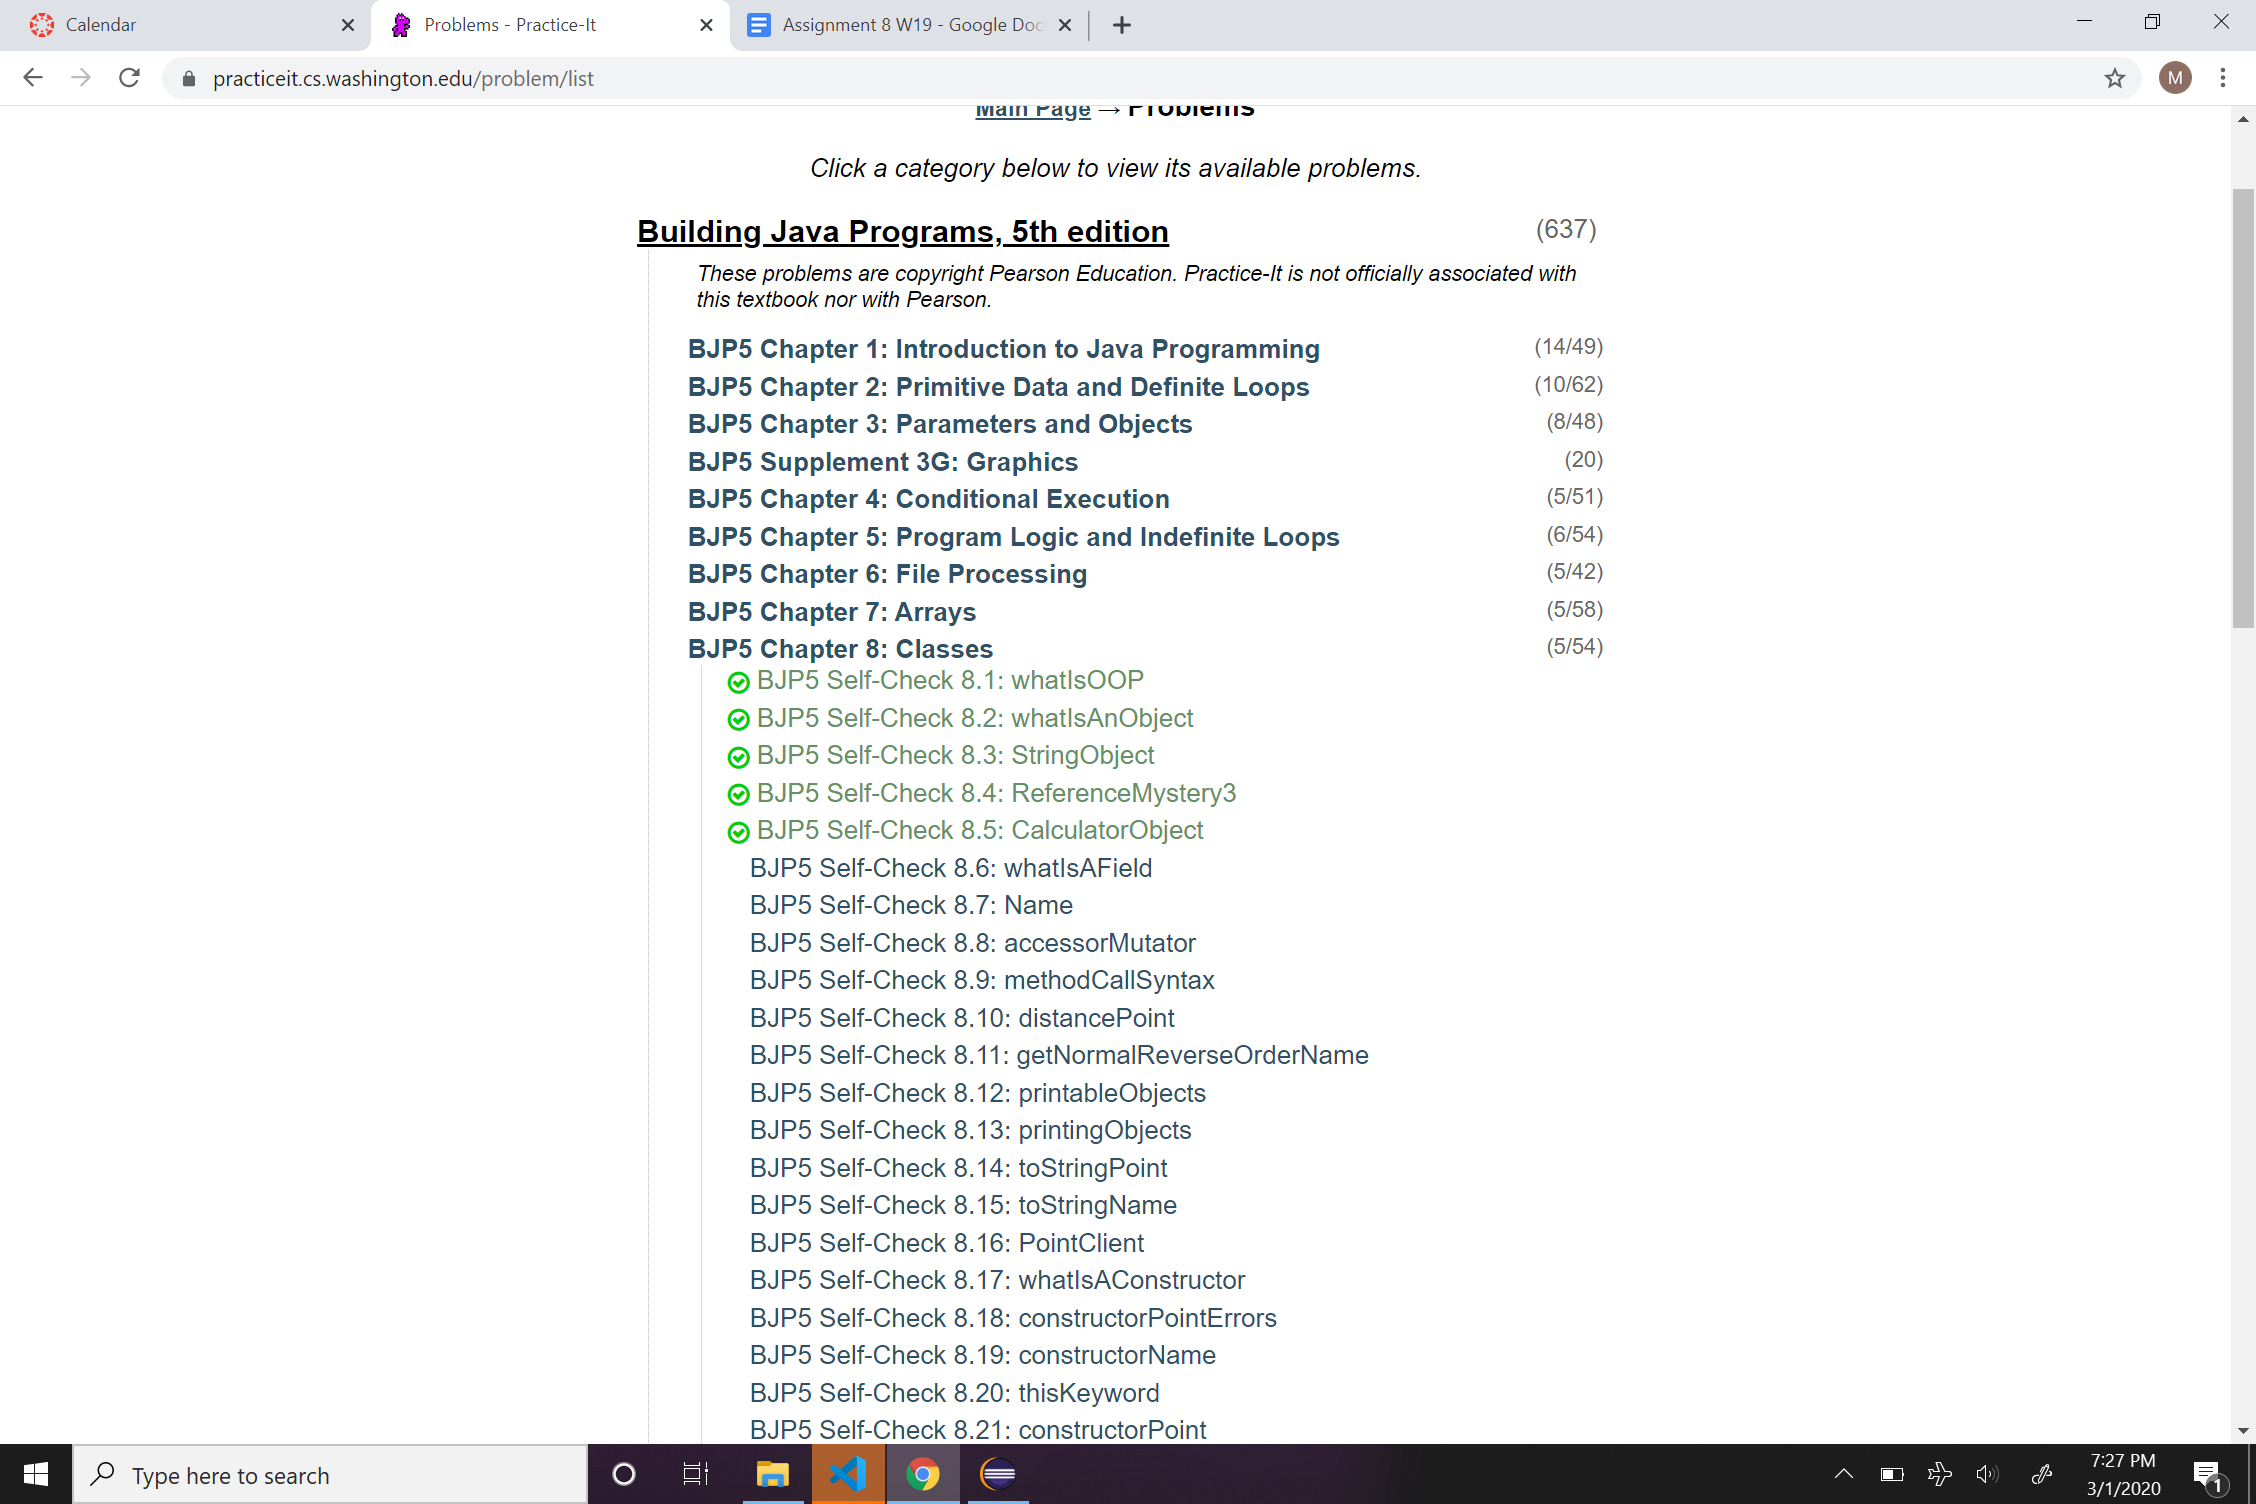 Calendar
Problems - Practice-It
Assignment 8 W19 - Google Doc
practiceit.cs.washington.edu/problem/list
M
Main Page → Problems
Click a category below to view its available problems.
Building Java Programs, 5th edition (637)
These problems are copyright Pearson Education. Practice-It is not officially associated with
this textbook nor with Pearson.
BJP5 Chapter 1: Introduction to Java Programming (14/49)
BJP5 Chapter 2: Primitive Data and Definite Loops (10/62)
BJP5 Chapter 3: Parameters and Objects (8/48)
BJP5 Supplement 3G: Graphics (20)
BJP5 Chapter 4: Conditional Execution (5/51)
BJP5 Chapter 5: Program Logic and Indefinite Loops (6/54)
BJP5 Chapter 6: File Processing (5/42)
BJP5 Chapter 7: Arrays (5/58)
BJP5 Chapter 8: Classes (5/54)
BJP5 Self-Check 8.1: whatIsOOP
BJP5 Self-Check 8.2: whatIsAnObject
BJP5 Self-Check 8.3: StringObject
BJP5 Self-Check 8.4: ReferenceMystery3
BJP5 Self-Check 8.5: CalculatorObject
BJP5 Self-Check 8.6: whatIsAField
BJP5 Self-Check 8.7: Name
BJP5 Self-Check 8.8: accessorMutator
BJP5 Self-Check 8.9: methodCallSyntax
BJP5 Self-Check 8.10: distancePoint
BJP5 Self-Check 8.11: getNormalReverseOrderName
BJP5 Self-Check 8.12: printableObjects
BJP5 Self-Check 8.13: printingObjects
BJP5 Self-Check 8.14: toStringPoint
BJP5 Self-Check 8.15: toStringName
BJP5 Self-Check 8.16: PointClient
BJP5 Self-Check 8.17: whatIsAConstructor
BJP5 Self-Check 8.18: constructorPointErrors
BJP5 Self-Check 8.19: constructorName
BJP5 Self-Check 8.20: thisKeyword
BJP5 Self-Check 8.21: constructorPoint
Type here to search
7:27 PM
3/1/2020
1